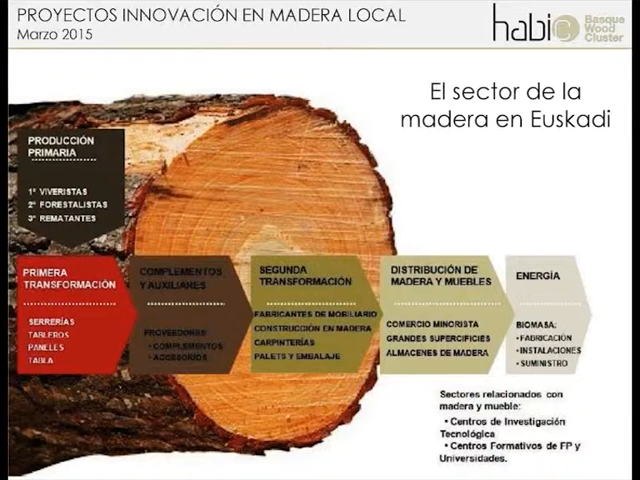 PROYECTOS INNOVACIÓN EN MADERA LOCAL
Marzo 2015
habic
Basque
Wood
Cluster
El sector de la
madera en Euskadi
PRODUCCIÓN
PRIMARIA
1º VIVERISTAS
2º FORESTALISTAS
3º REMATANTES
PRIMERA
TRANSFORMACIÓN
SERRERÍAS
TABLEROS
PANELES
TABLA
COMPLEMENTOS
Y AUXILIARES
PROVEEDORES:
• COMPLEMENTOS
• ACCESORIOS
SEGUNDA
TRANSFORMACIÓN
FABRICANTES DE MOBILIARIO
CONSTRUCCIÓN EN MADERA
CARPINTERÍAS
PALETS Y EMBALAJE
DISTRIBUCIÓN DE
MADERA Y MUEBLES
COMERCIO MINORISTA
GRANDES SUPERCIFICIES
ALMACENES DE MADERA
ENERGÍA
BIOMASA:
• FABRICACIÓN
• INSTALACIONES
• SUMINISTRO
Sectores relacionados con
madera y mueble:
• Centros de Investigación
Tecnológica
• Centros Formativos de FP y
Universidades.